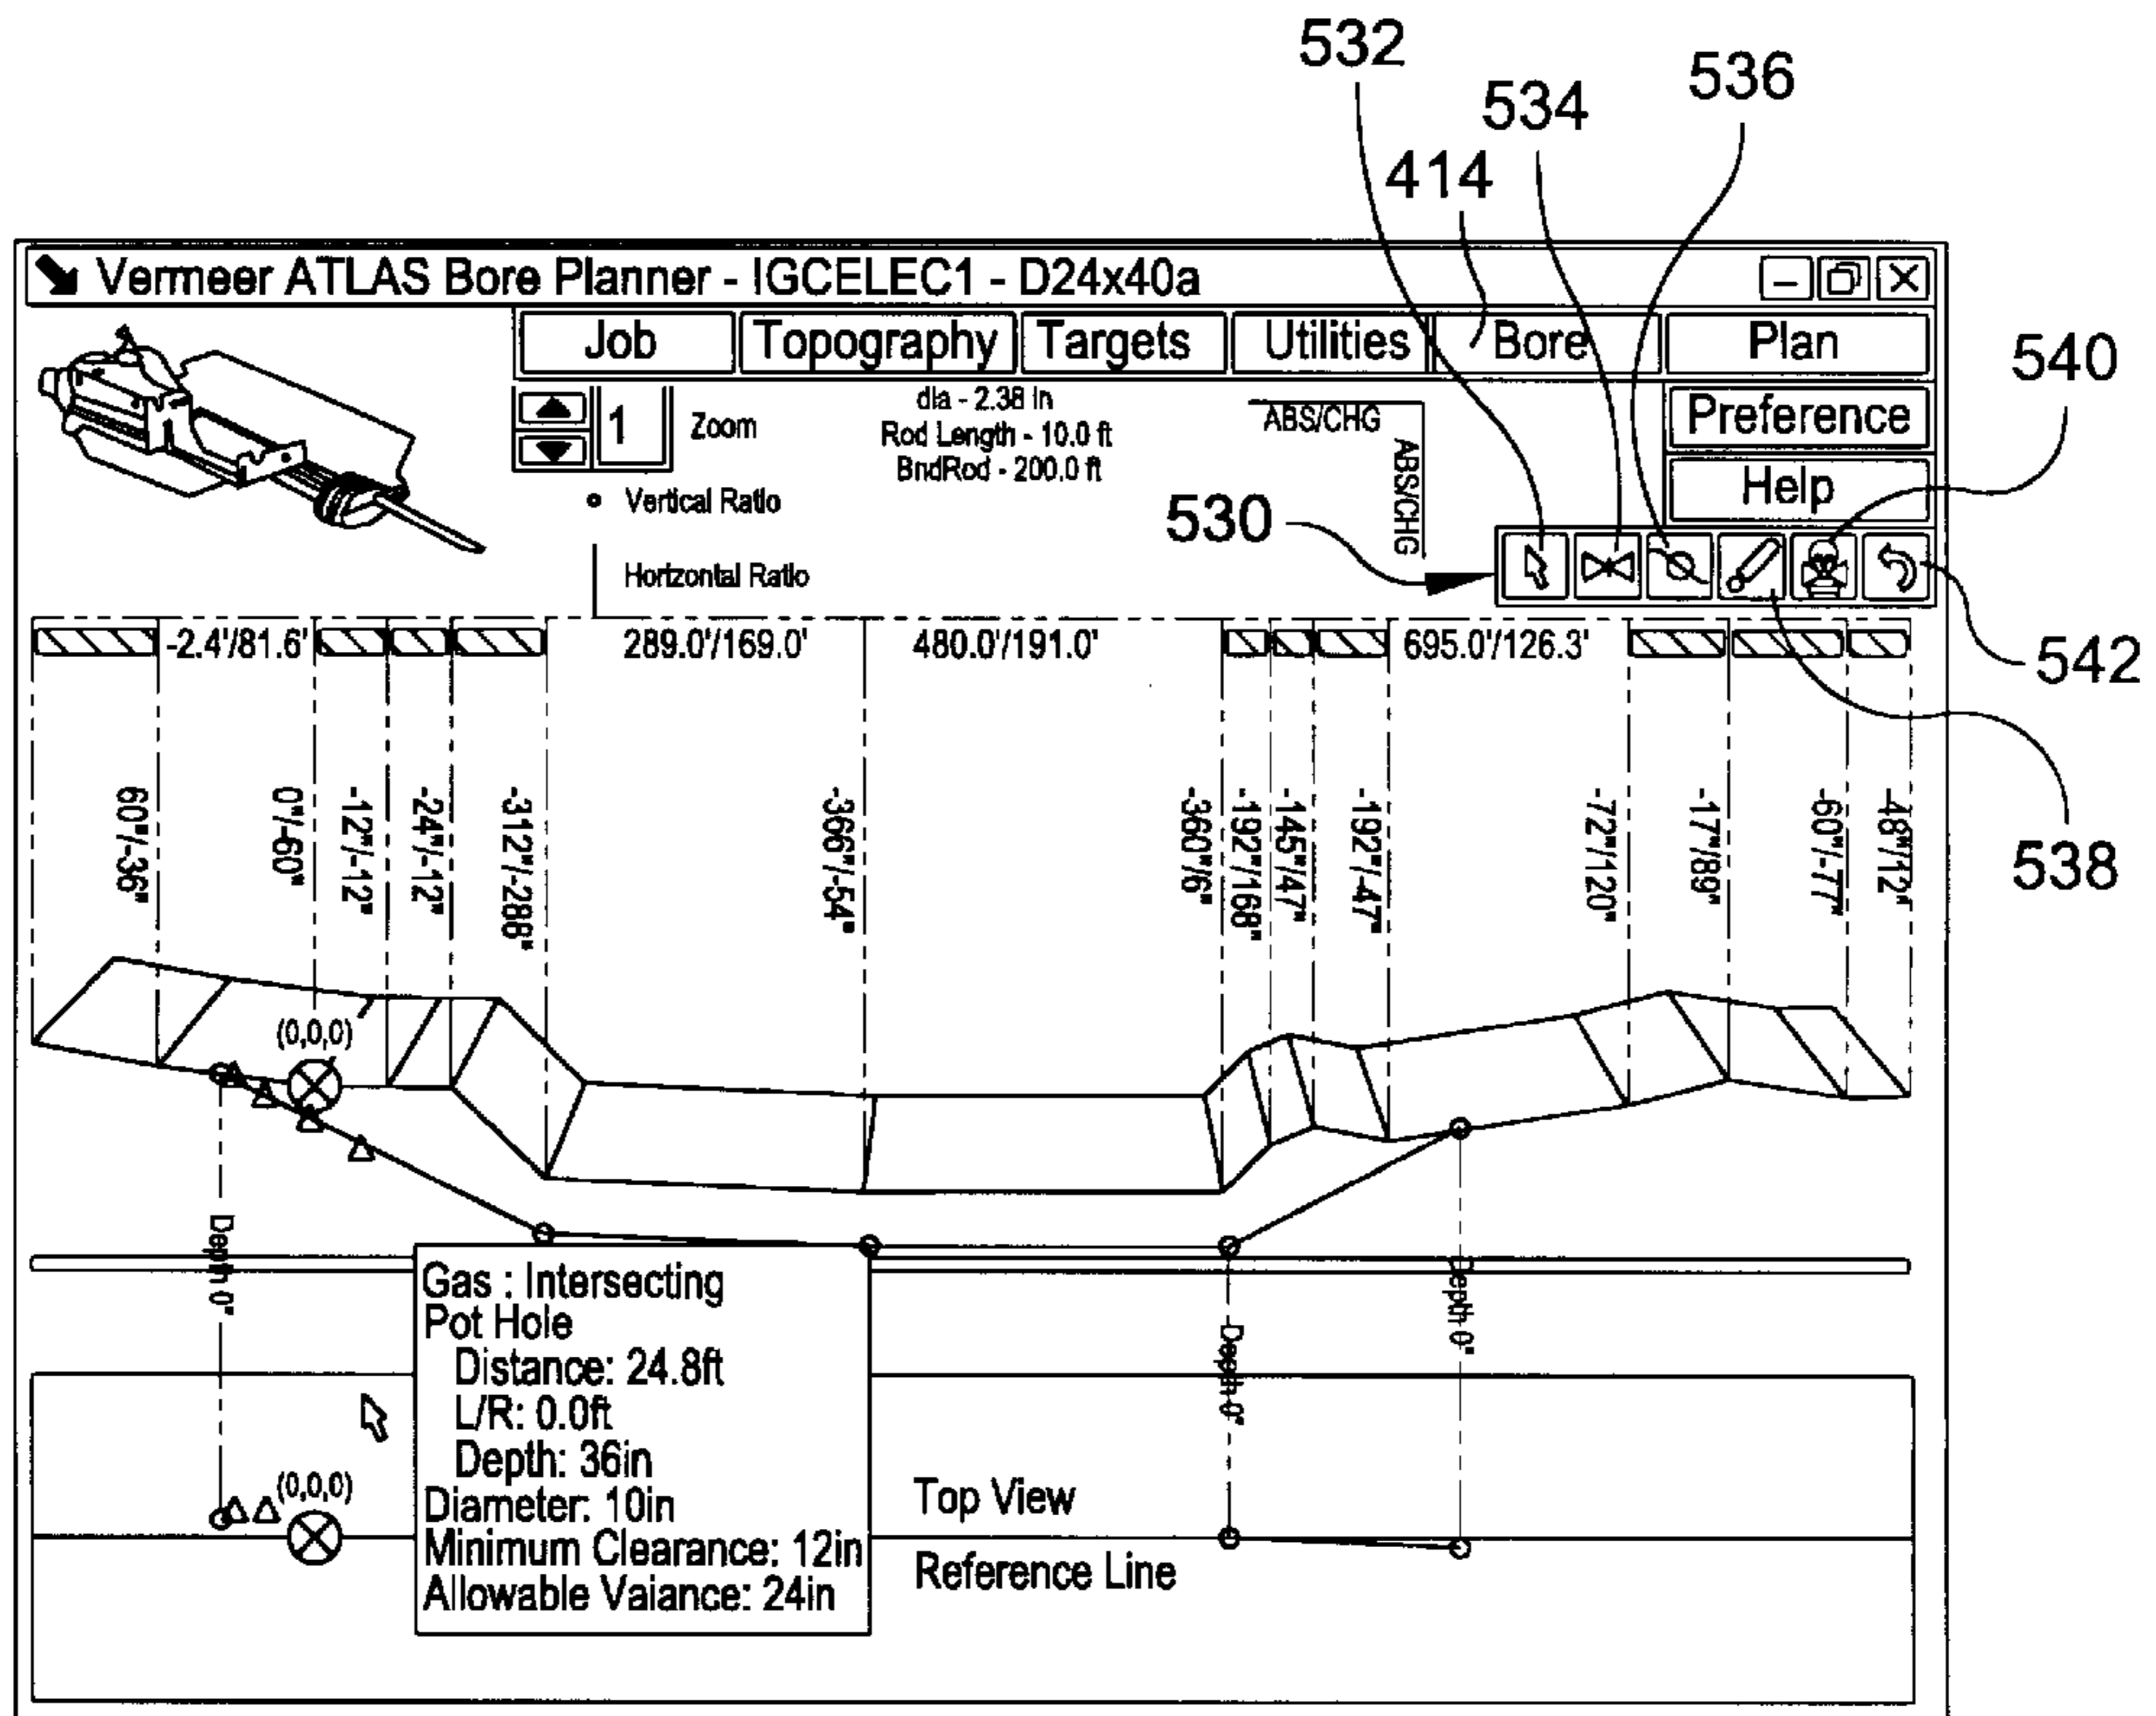 532
534
536
414
Vermeer ATLAS Bore Planner - IGCELEC1 - D24x40a
Job
Topography
Targets
Utilities
Bore
Plan
540
1
Zoom
dia - 2.38 in
Rod Length - 10.0 ft
BndRod - 200.0 ft
ABS/CHG
ABS/CHG
Preference
Help
Vertical Ratio
Horizontal Ratio
530
542
-2.4'/81.6'
289.0'/169.0'
480.0'/191.0'
695.0'/126.3'
60"/-36"
0"/-60"
-12"/-12"
-24"/-12"
-312"/-288"
-366"/-54"
-360"/6"
-192"/168"
-145"/47"
-192"/-47"
-72"/120"
-17"/89"
-60"/-77"
-48"/12"
538
(0,0,0)
Depth 0"
Depth 0"
Depth 0"
Gas : Intersecting
Pot Hole
Distance: 24.8ft
L/R: 0.0ft
Depth: 36in
Diameter: 10in
Minimum Clearance: 12in
Allowable Vaiance: 24in
(0,0,0)
Top View
Reference Line